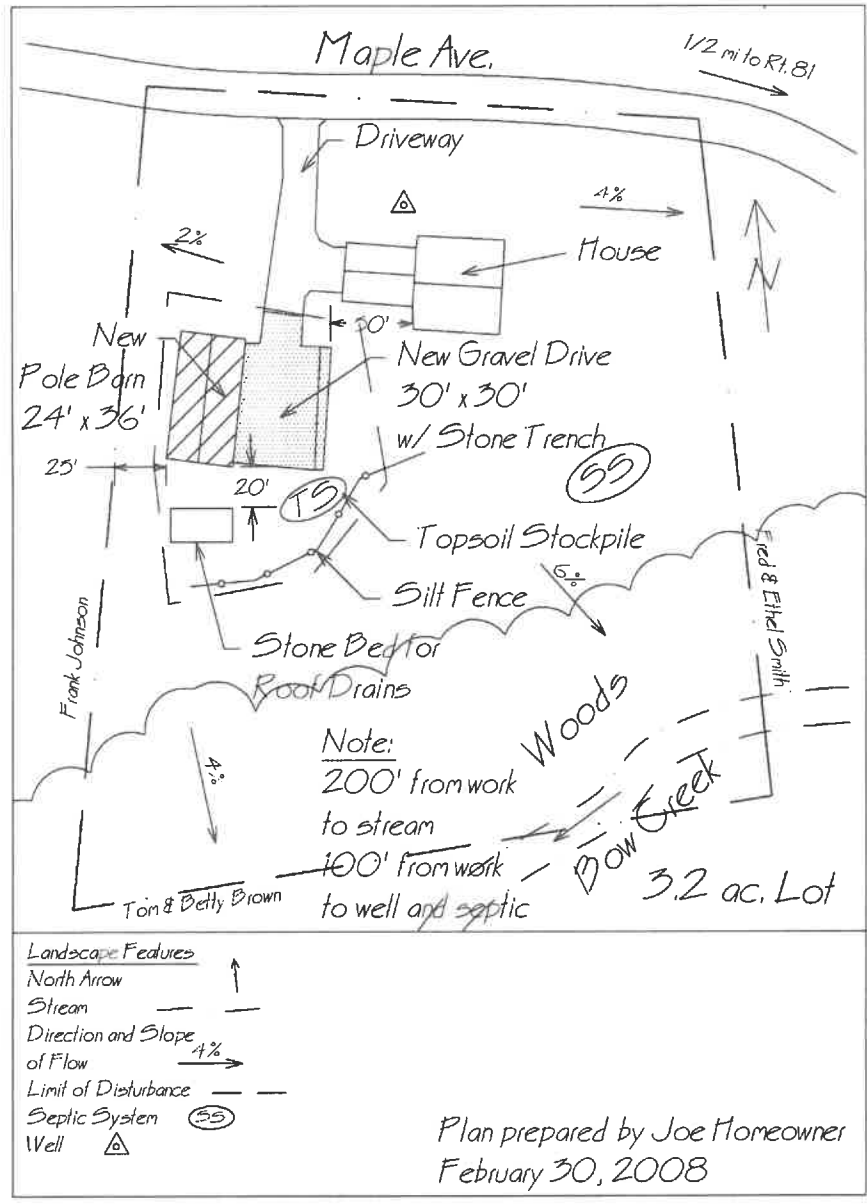 Maple Ave.
1/2 mi to Rt. 81
Driveway
4%
2%
House
N
50'
New
Pole Barn
24' x 36'
New Gravel Drive
30' x 30'
w/ Stone Trench
25'
20'
TS
SS
Topsoil Stockpile
6%
Silt Fence
Fred & Ethel Smith
Frank Johnson
Stone Bed for
Roof Drains
Woods
4%
Note:
200' from work
to stream
100' from work
to well and septic
Bow Creek
3.2 ac. Lot
Tom & Betty Brown
Landscape Features
North Arrow
Stream
Direction and Slope
of Flow 4%
Limit of Disturbance
Septic System SS
Well
Plan prepared by Joe Homeowner
February 30, 2008